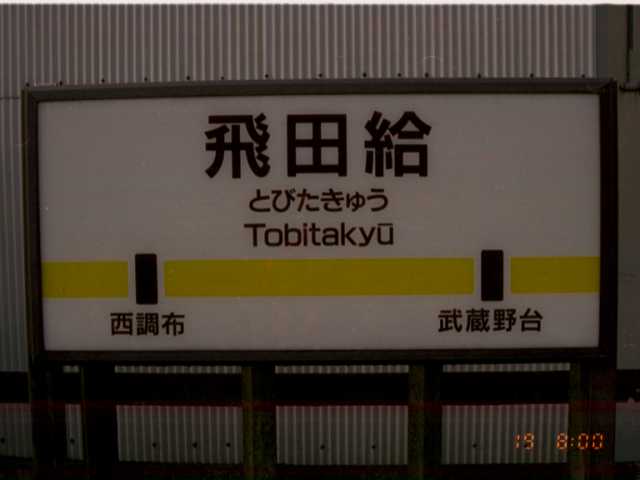 飛田給
とびたきゅう
Tobitakyū
西調布
武蔵野台
19 8:00